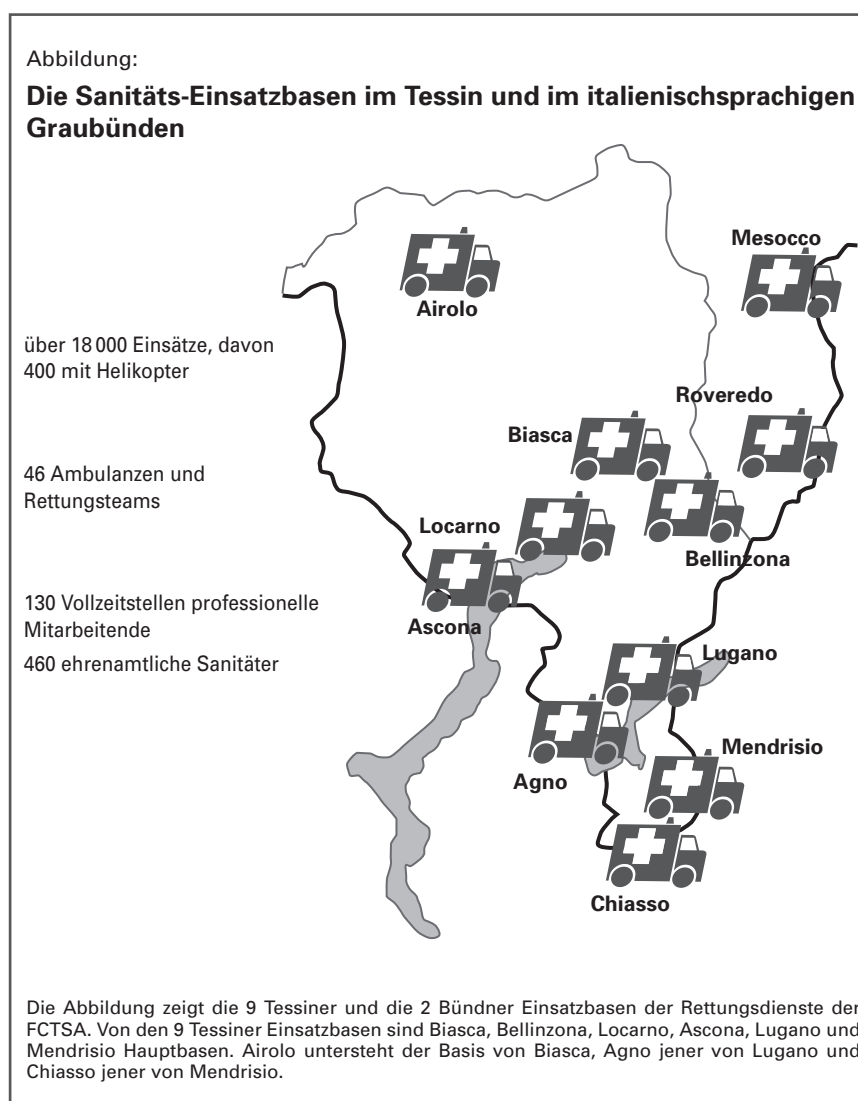 Abbildung:
Die Sanitäts-Einsatzbasen im Tessin und im italienischsprachigen
Graubünden
Mesocco
Airolo
über 18 000 Einsätze, davon
400 mit Helikopter
Roveredo
Biasca
46 Ambulanzen und
Rettungsteams
Locarno
Bellinzona
130 Vollzeitstellen professionelle
Mitarbeitende
Ascona
460 ehrenamtliche Sanitäter
Lugano
Mendrisio
Agno
Chiasso
Die Abbildung zeigt die 9 Tessiner und die 2 Bündner Einsatzbasen der Rettungsdienste der
FCTSA. Von den 9 Tessiner Einsatzbasen sind Biasca, Bellinzona, Locarno, Ascona, Lugano und
Mendrisio Hauptbasen. Airolo untersteht der Basis von Biasca, Agno jener von Lugano und
Chiasso jener von Mendrisio.